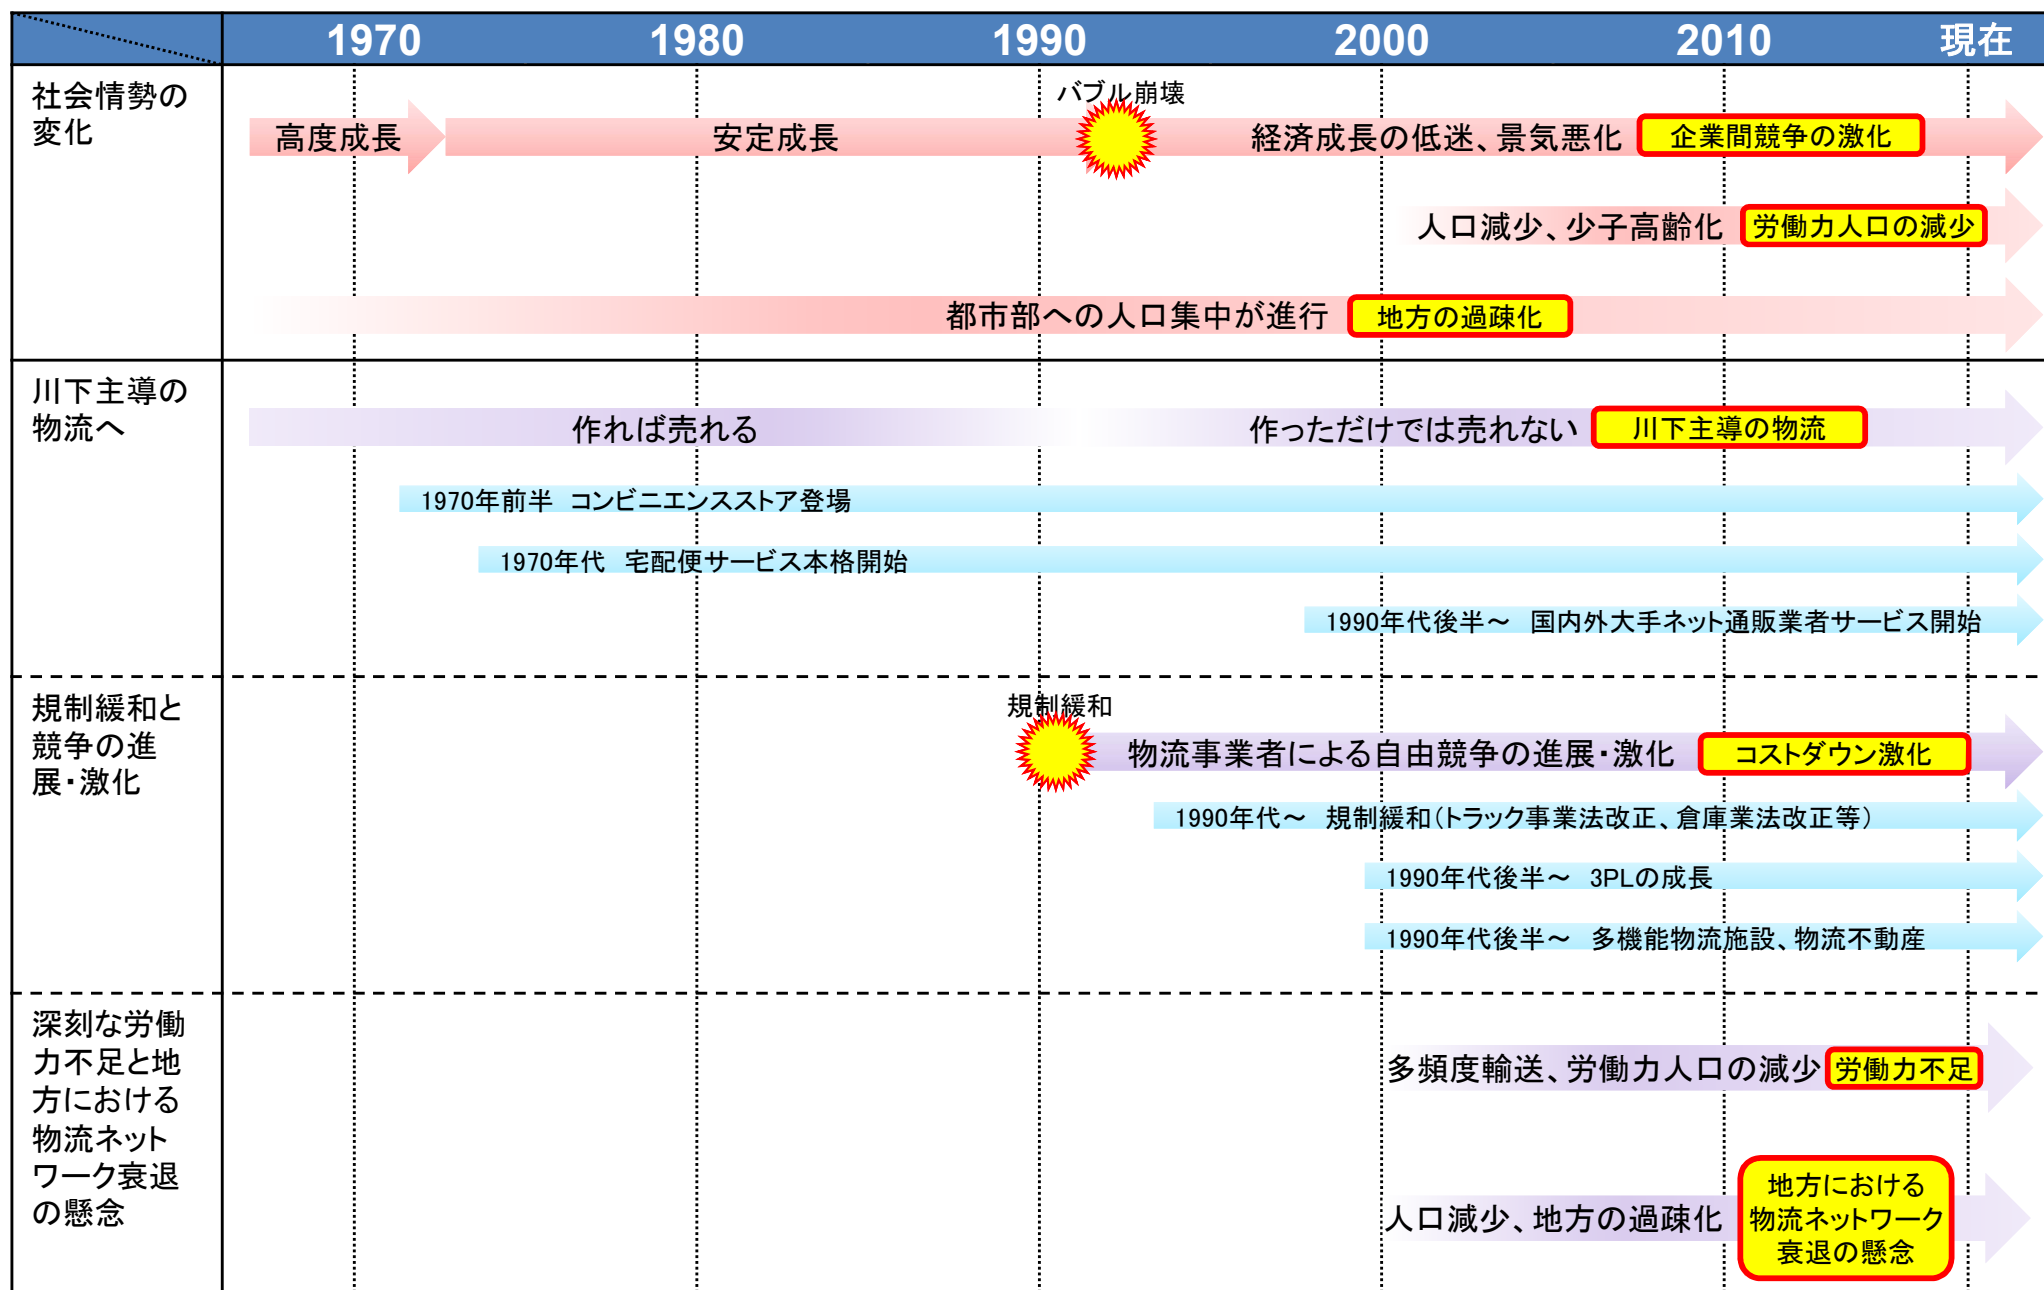 1970 1980 1990 2000 2010 現在
社会情勢の
変化
バブル崩壊
高度成長 安定成長 経済成長の低迷、景気悪化 企業間競争の激化
人口減少、少子高齢化 労働力人口の減少
都市部への人口集中が進行 地方の過疎化
川下主導の
物流へ
作れば売れる 作っただけでは売れない 川下主導の物流
1970年前半 コンビニエンスストア登場
1970年代 宅配便サービス本格開始
1990年代後半～ 国内外大手ネット通販業者サービス開始
規制緩和と
競争の進
展・激化
規制緩和
物流事業者による自由競争の進展・激化 コストダウン激化
1990年代～ 規制緩和（トラック事業法改正、倉庫業法改正等）
1990年代後半～ 3PLの成長
1990年代後半～ 多機能物流施設、物流不動産
深刻な労働
力不足と地
方における
物流ネット
ワーク衰退
の懸念
多頻度輸送、労働力人口の減少 労働力不足
人口減少、地方の過疎化
地方における
物流ネットワーク
衰退の懸念